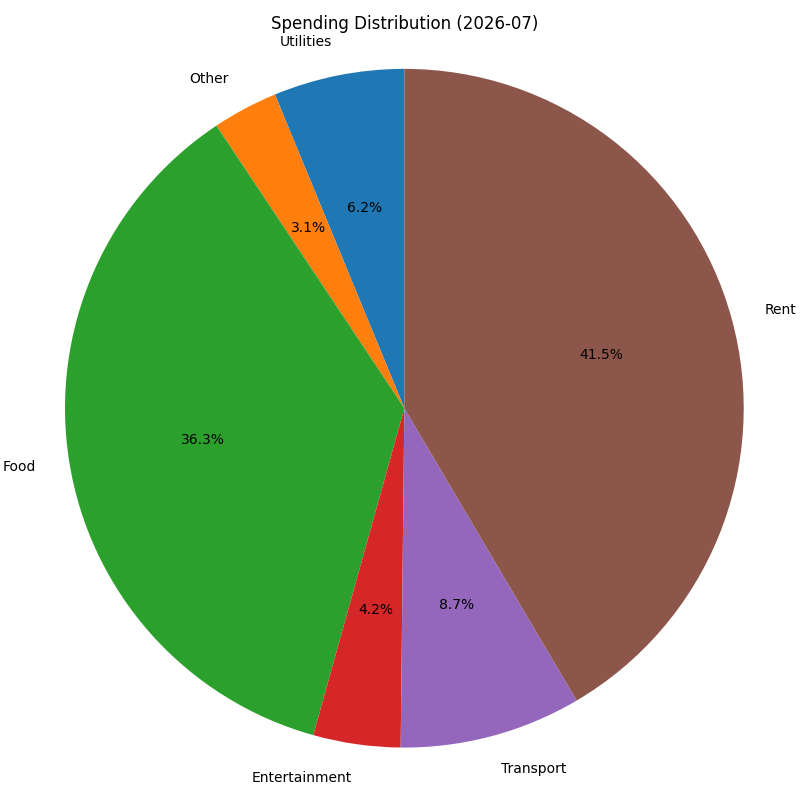 Spending Distribution (2026-07)
Utilities
Other
6.2%
3.1%
Rent
41.5%
36.3%
Food
4.2%
8.7%
Entertainment
Transport